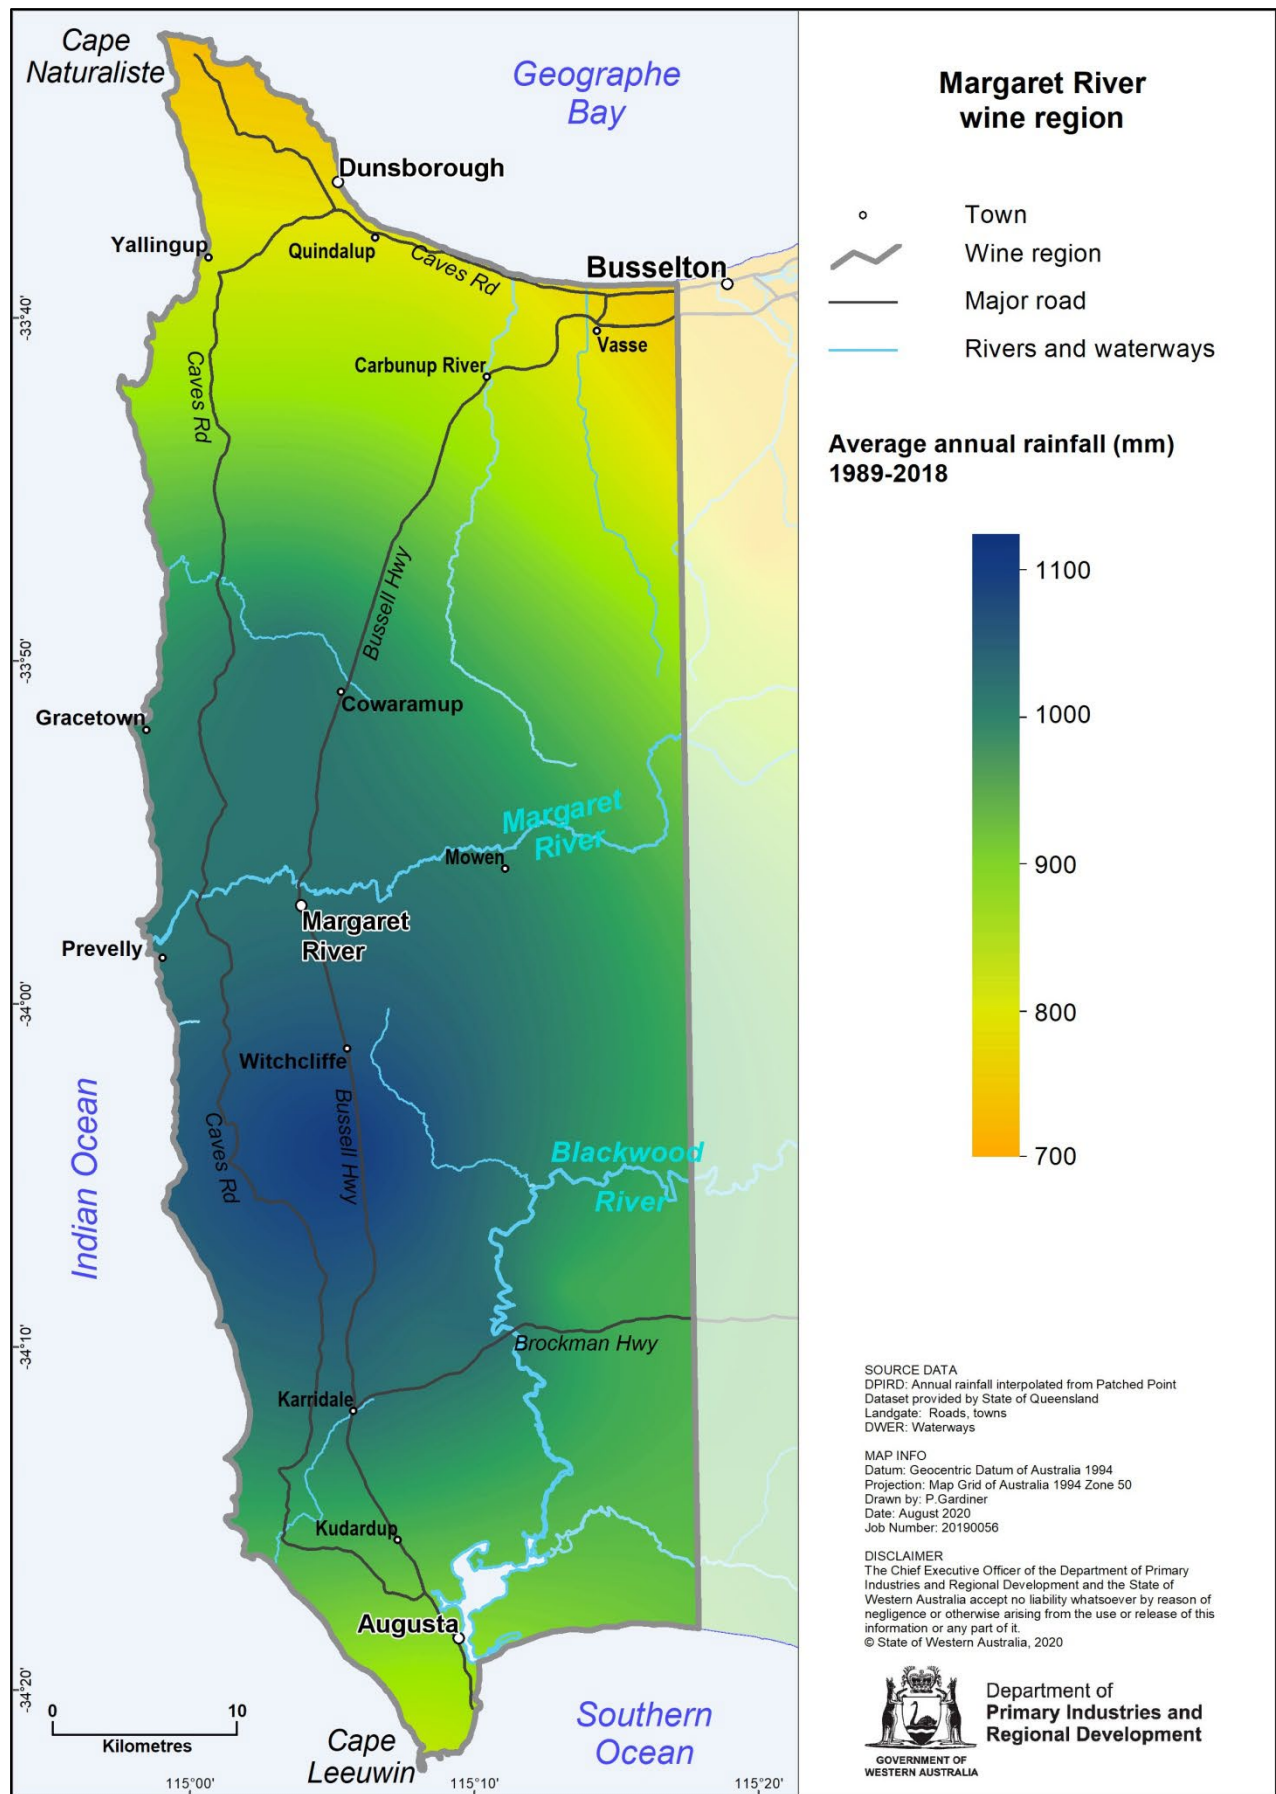 Cape
Naturaliste
Geographe
Bay
Dunsborough
Yallingup
Quindalup
Caves Rd
Busselton
Vasse
Carbunup River
Caves Rd
Bussell Hwy
Cowaramup
Gracetown
Margaret
River
Mowen
Margaret
River
Prevelly
Witchcliffe
Indian Ocean
Caves Rd
Bussell Hwy
Blackwood
River
Brockman Hwy
Karridale
Kudardup
Augusta
Southern
Ocean
Cape
Leeuwin
0 10
Kilometres
-33°40'
-33°50'
-34°00'
-34°10'
-34°20'
115°00'
115°10'
115°20'
Margaret River
wine region
Town
Wine region
Major road
Rivers and waterways
Average annual rainfall (mm)
1989-2018
1100
1000
900
800
700
SOURCE DATA
DPIRD: Annual rainfall interpolated from Patched Point
Dataset provided by State of Queensland
Landgate: Roads, towns
DWER: Waterways
MAP INFO
Datum: Geocentric Datum of Australia 1994
Projection: Map Grid of Australia 1994 Zone 50
Drawn by: P.Gardiner
Date: August 2020
Job Number: 20190056
DISCLAIMER
The Chief Executive Officer of the Department of Primary
Industries and Regional Development and the State of
Western Australia accept no liability whatsoever by reason of
negligence or otherwise arising from the use or release of this
information or any part of it.
© State of Western Australia, 2020
GOVERNMENT OF
WESTERN AUSTRALIA
Department of
Primary Industries and
Regional Development